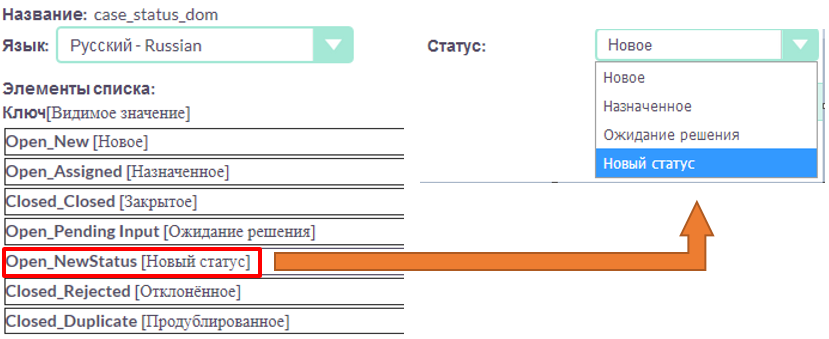 Название: case_status_dom
Язык: Русский - Russian
Элементы списка:
Ключ[Видимое значение]
Open_New [Новое]
Open_Assigned [Назначенное]
Closed_Closed [Закрытое]
Open_Pending Input [Ожидание решения]
Open_NewStatus [Новый статус]
Closed_Rejected [Отклонённое]
Closed_Duplicate [Продублированное]
Статус: Новое
Новое
Назначенное
Ожидание решения
Новый статус